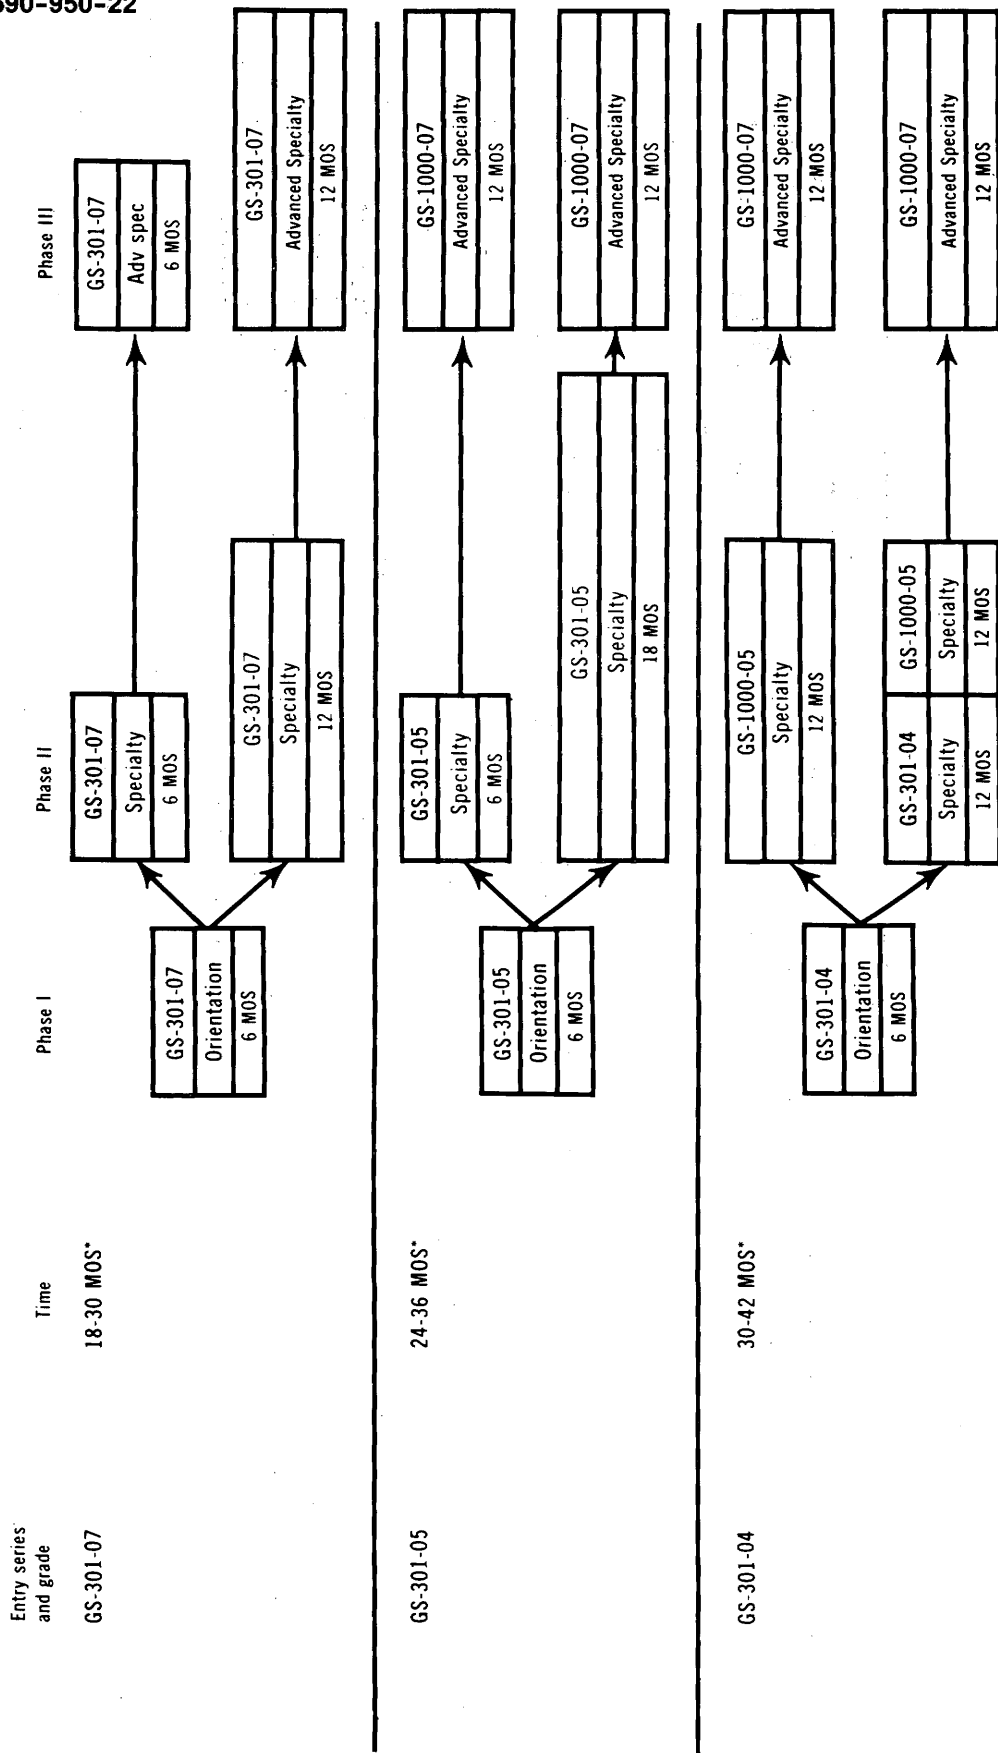 690-950-22
Entry series
and grade
Time
Phase I
Phase II
Phase III
GS-301-07
18-30 MOS*
GS-301-07
Orientation
6 MOS
GS-301-07
Specialty
6 MOS
GS-301-07
Adv spec
6 MOS
GS-301-07
Specialty
12 MOS
GS-301-07
Advanced Specialty
12 MOS
GS-301-05
24-36 MOS*
GS-301-05
Orientation
6 MOS
GS-301-05
Specialty
6 MOS
GS-1000-07
Advanced Specialty
12 MOS
GS-301-05
Specialty
18 MOS
GS-1000-07
Advanced Specialty
12 MOS
GS-301-04
30-42 MOS*
GS-301-04
Orientation
6 MOS
GS-1000-05
Specialty
12 MOS
GS-1000-07
Advanced Specialty
12 MOS
GS-301-04
Specialty
12 MOS
GS-1000-05
Specialty
12 MOS
GS-1000-07
Advanced Specialty
12 MOS